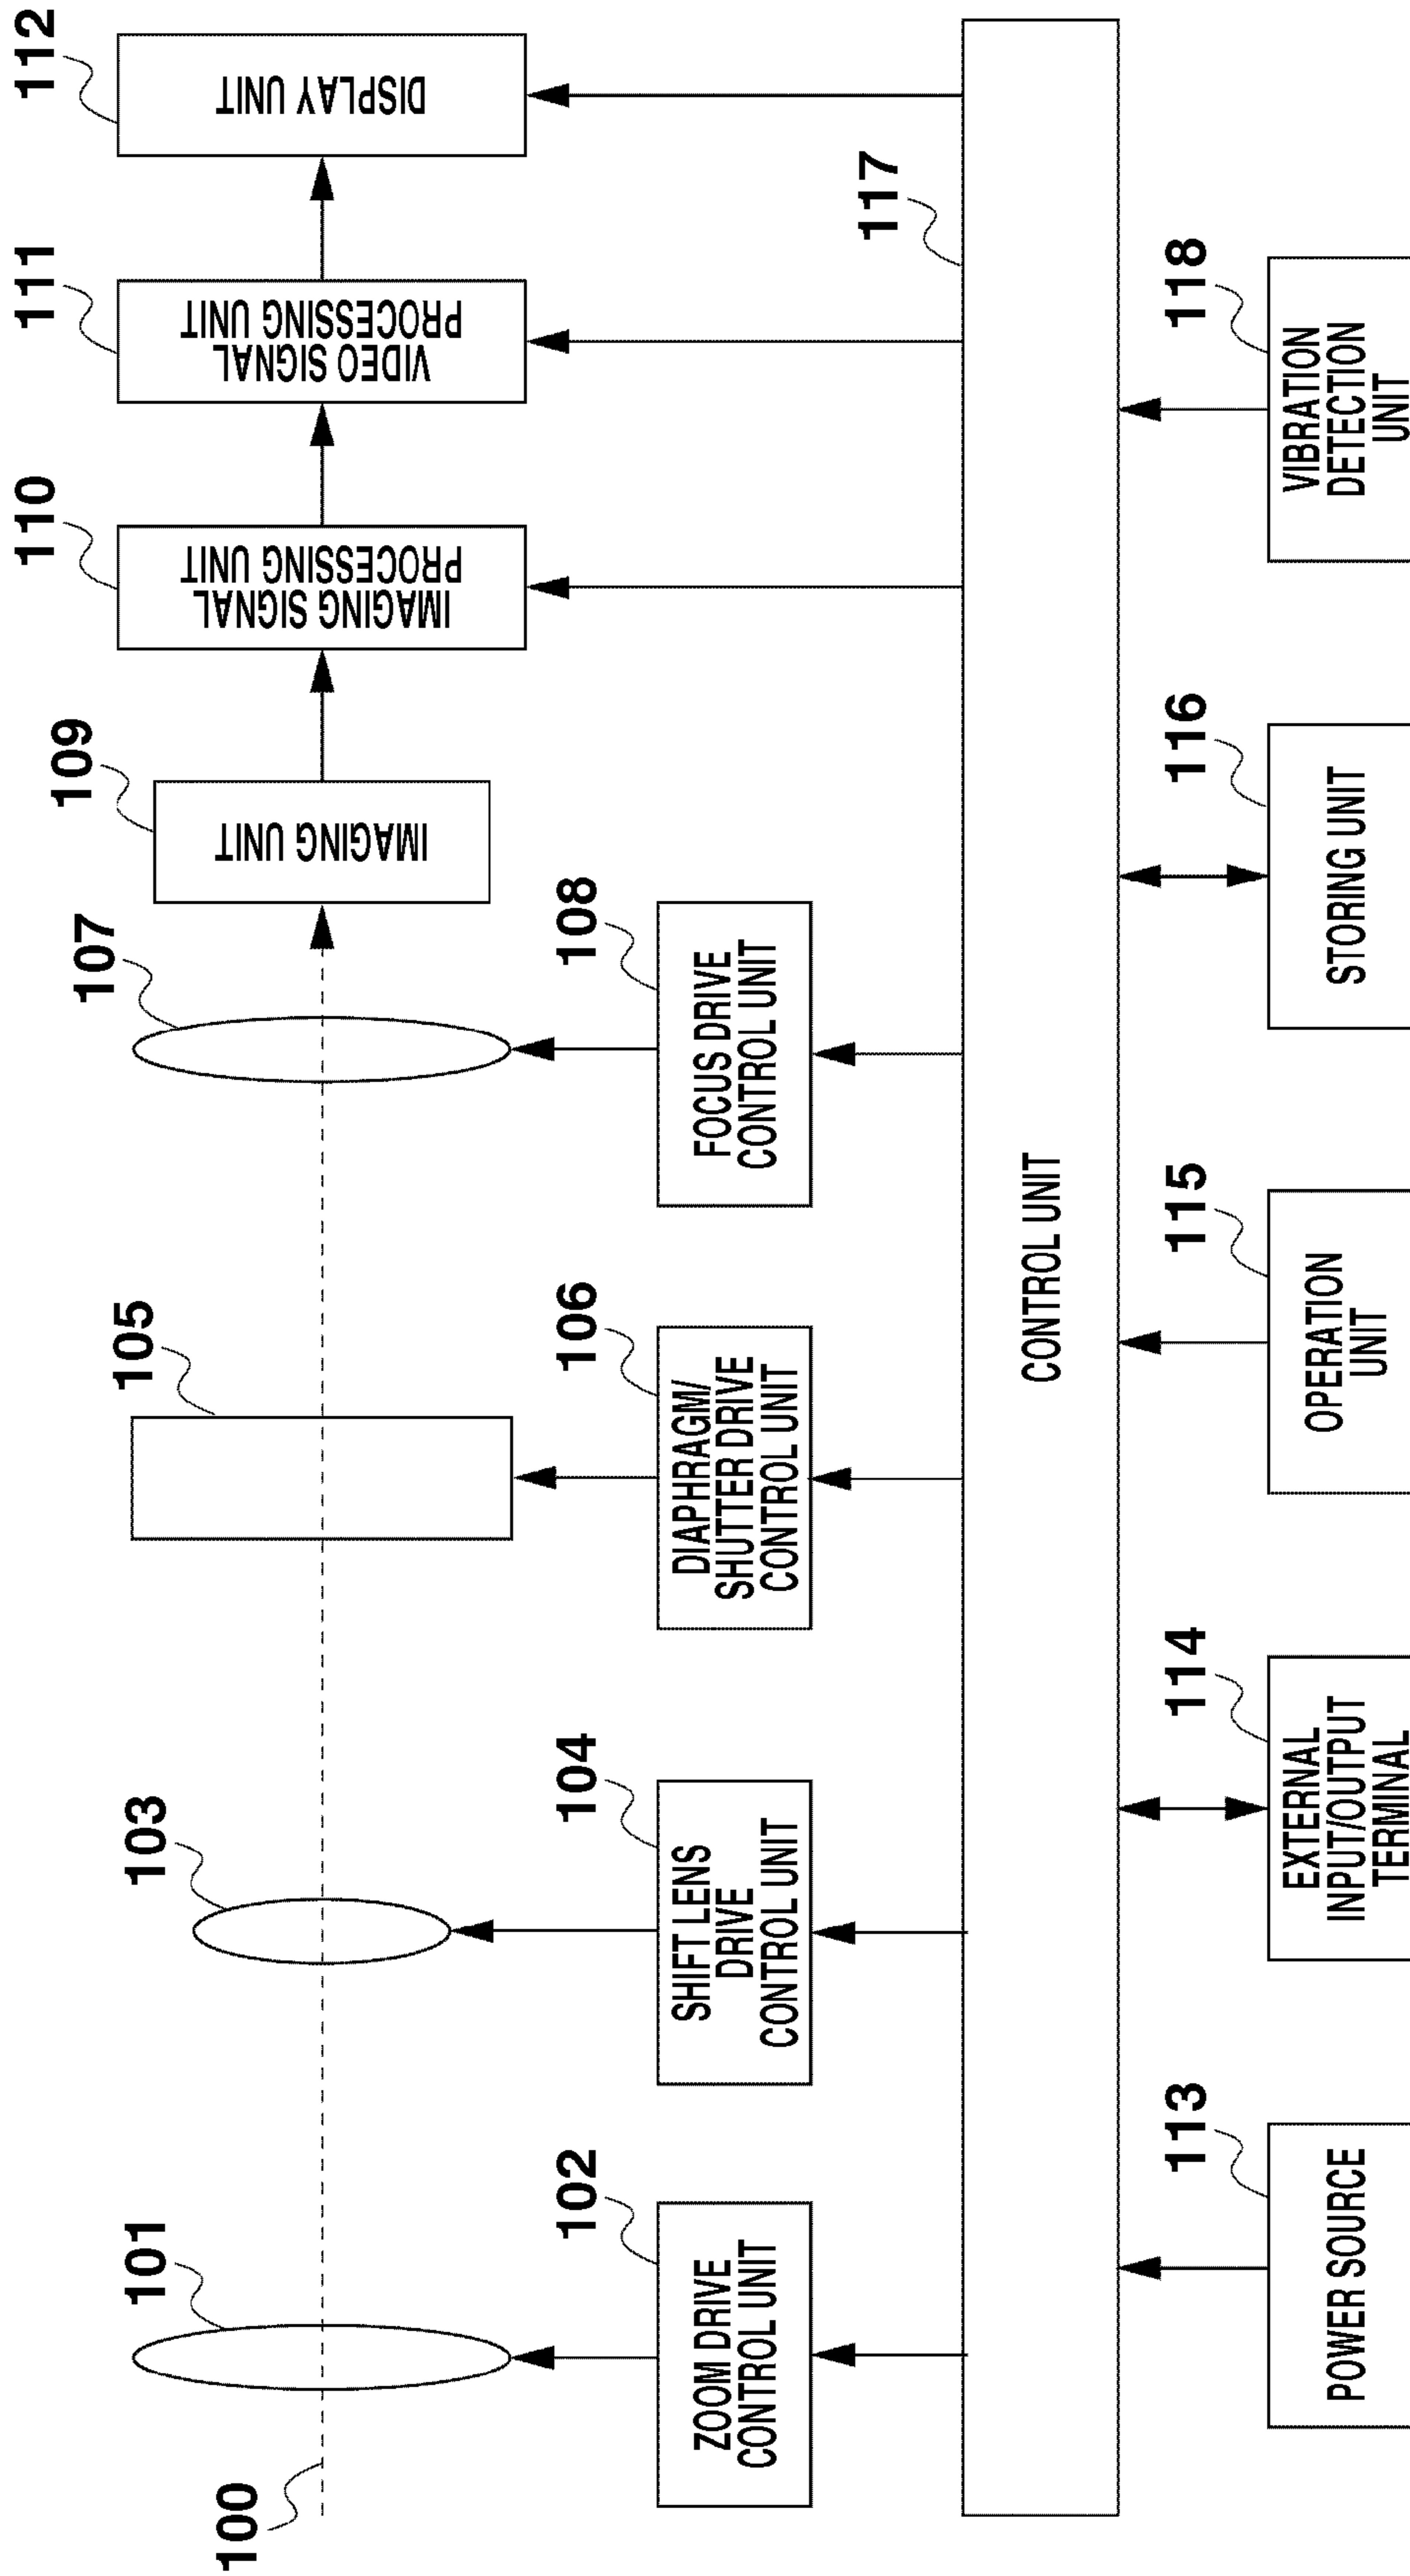 100
101
103
105
107
109
110
111
112
IMAGING UNIT
IMAGING SIGNAL
PROCESSING UNIT
VIDEO SIGNAL
PROCESSING UNIT
DISPLAY UNIT
102
ZOOM DRIVE
CONTROL UNIT
104
SHIFT LENS
DRIVE
CONTROL UNIT
106
DIAPHRAGM/
SHUTTER DRIVE
CONTROL UNIT
108
FOCUS DRIVE
CONTROL UNIT
117
CONTROL UNIT
113
POWER SOURCE
114
EXTERNAL
INPUT/OUTPUT
TERMINAL
115
OPERATION
UNIT
116
STORING UNIT
118
VIBRATION
DETECTION
UNIT